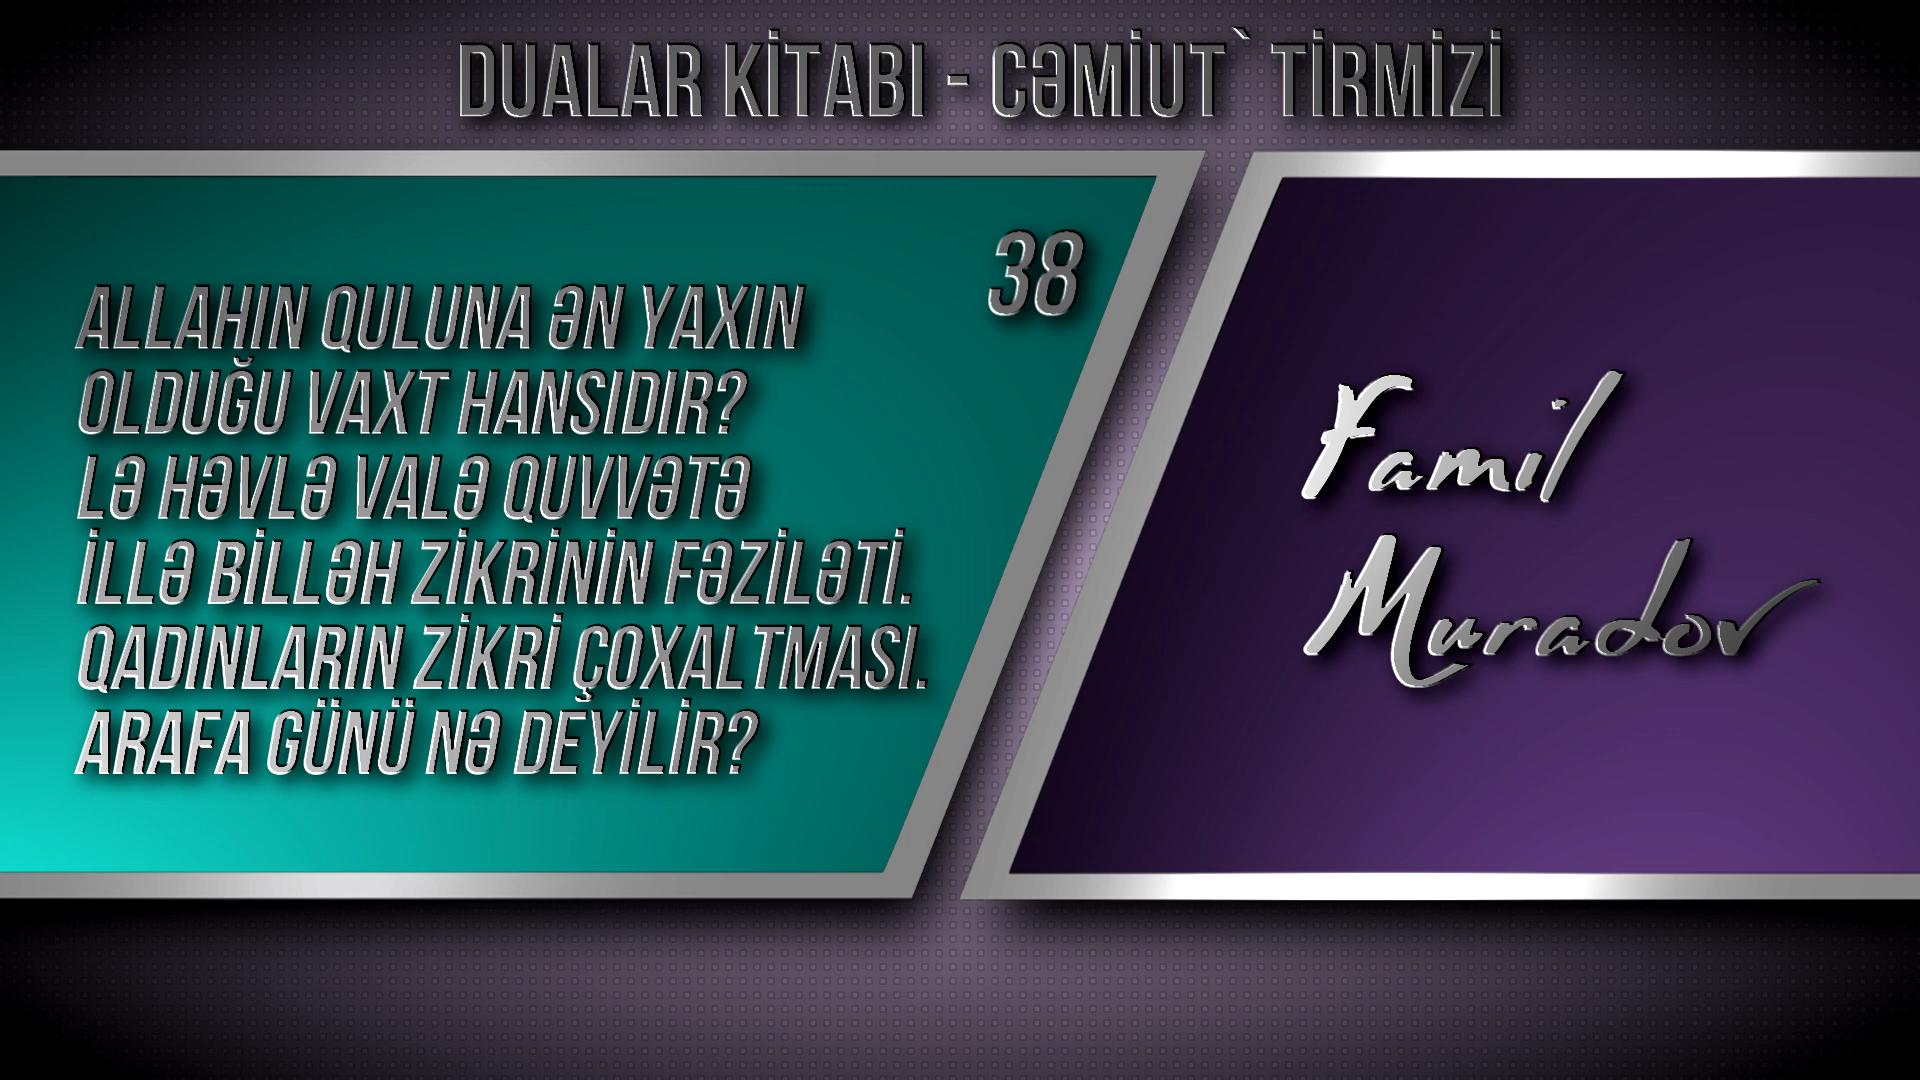 DUALAR KİTABI - CƏMİUT` TİRMİZİ
38
ALLAHIN QULUNA ƏN YAXIN
OLDUĞU VAXT HANSIDIR?
LƏ HƏVLƏ VALƏ QUVVƏTƏ
İLLƏ BİLLƏH ZİKRİNİN FƏZİLƏTİ.
QADINLARIN ZİKRİ ÇOXALTMASI.
ARAFA GÜNÜ NƏ DEYİLİR?
Famil
Muradov